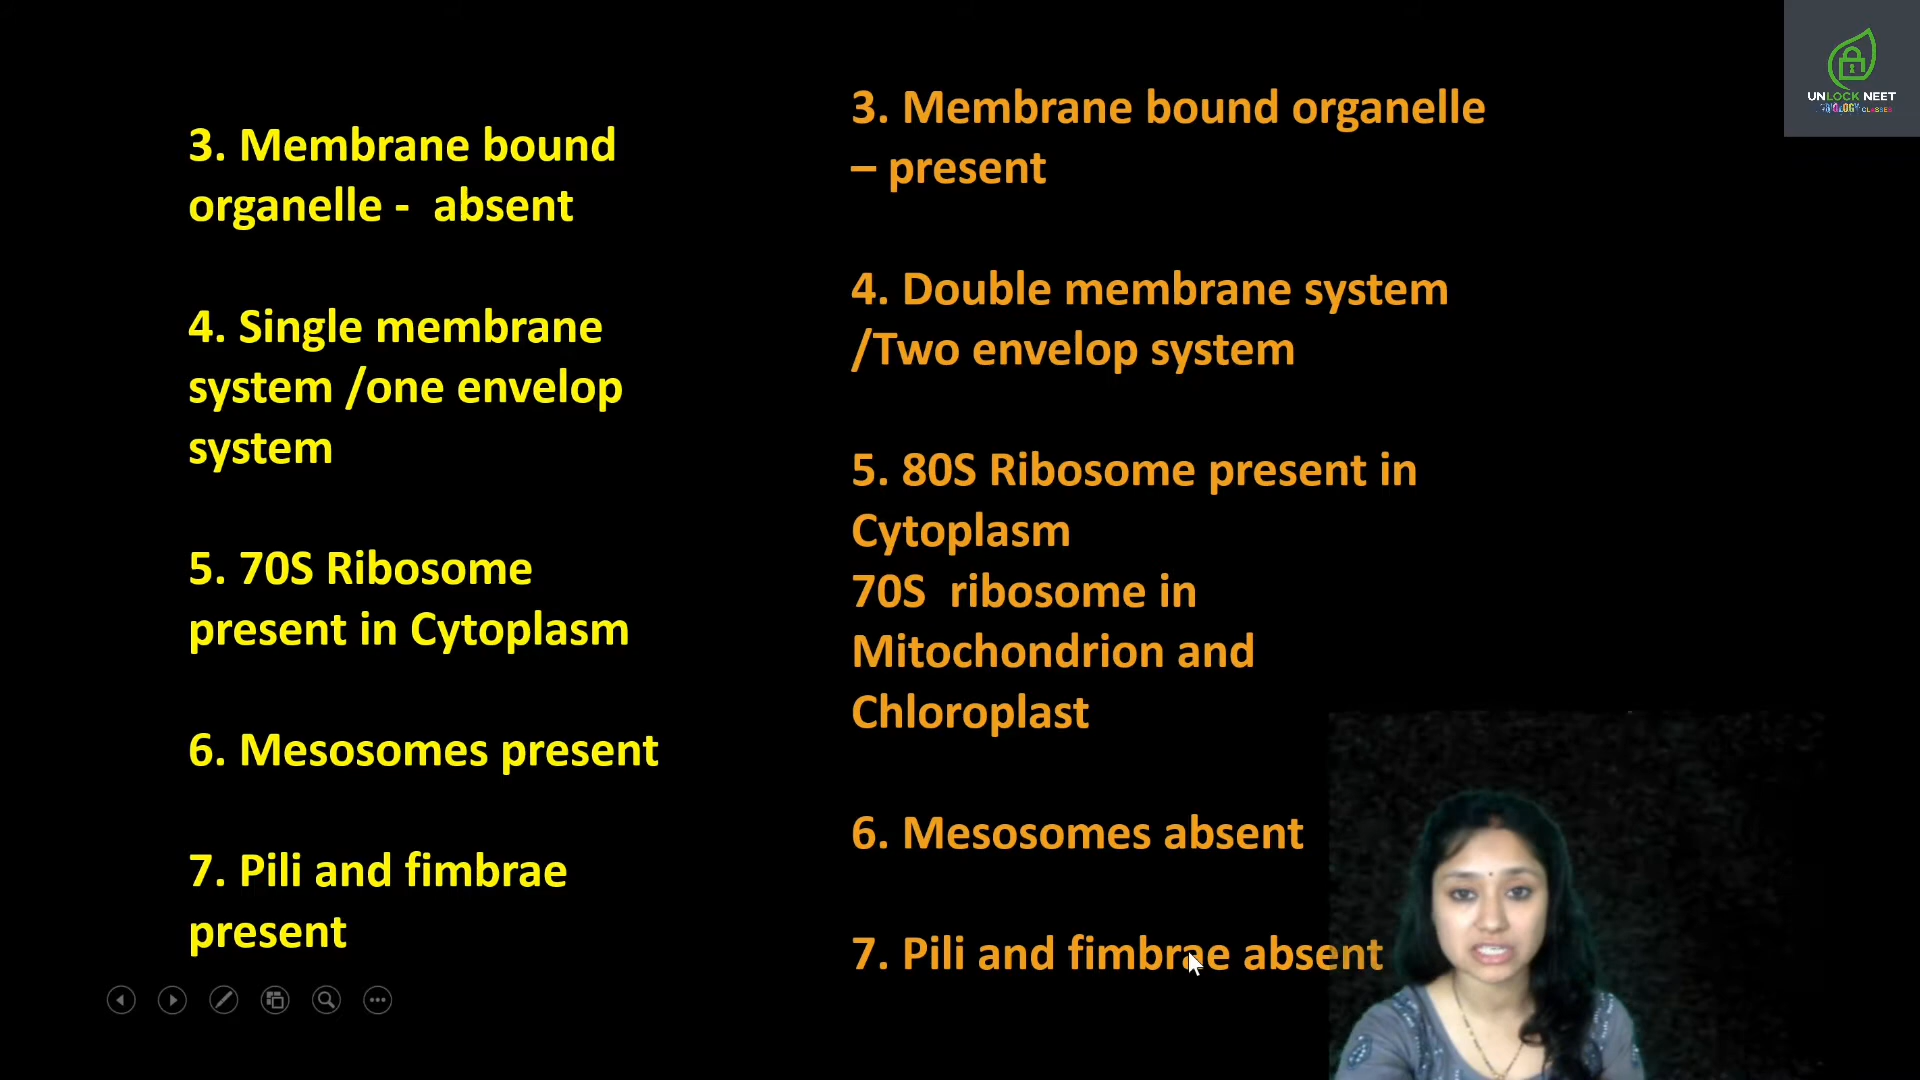 3. Membrane bound
organelle -  absent
4. Single membrane
system /one envelop
system
5. 70S Ribosome
present in Cytoplasm
6. Mesosomes present
7. Pili and fimbrae
present
3. Membrane bound organelle
– present
4. Double membrane system
/Two envelop system
5. 80S Ribosome present in
Cytoplasm
70S  ribosome in
Mitochondrion and
Chloroplast
6. Mesosomes absent
7. Pili and fimbrae absent
UNLOCK NEET
BIOLOGY CLASSES